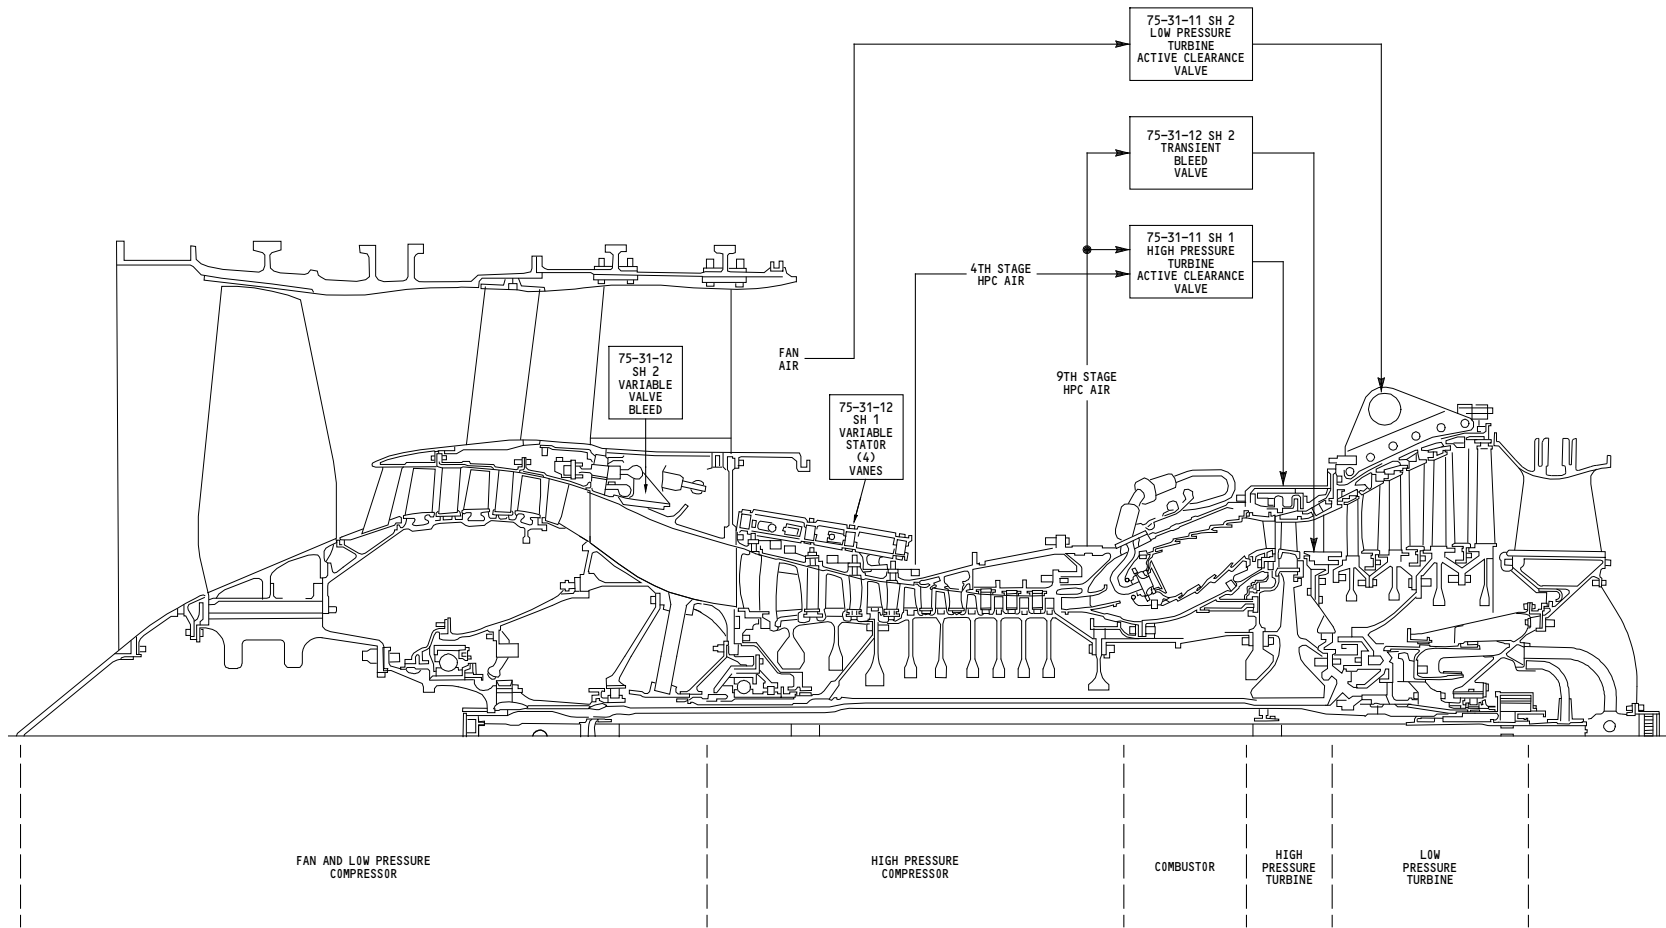 75-31-11 SH 2
LOW PRESSURE
TURBINE
ACTIVE CLEARANCE
VALVE
75-31-12 SH 2
TRANSIENT
BLEED
VALVE
75-31-11 SH 1
HIGH PRESSURE
TURBINE
ACTIVE CLEARANCE
VALVE
4TH STAGE
HPC AIR
FAN
AIR
75-31-12
SH 2
VARIABLE
VALVE
BLEED
9TH STAGE
HPC AIR
75-31-12
SH 1
VARIABLE
STATOR
(4)
VANES
FAN AND LOW PRESSURE
COMPRESSOR
HIGH PRESSURE
COMPRESSOR
COMBUSTOR
HIGH
PRESSURE
TURBINE
LOW
PRESSURE
TURBINE